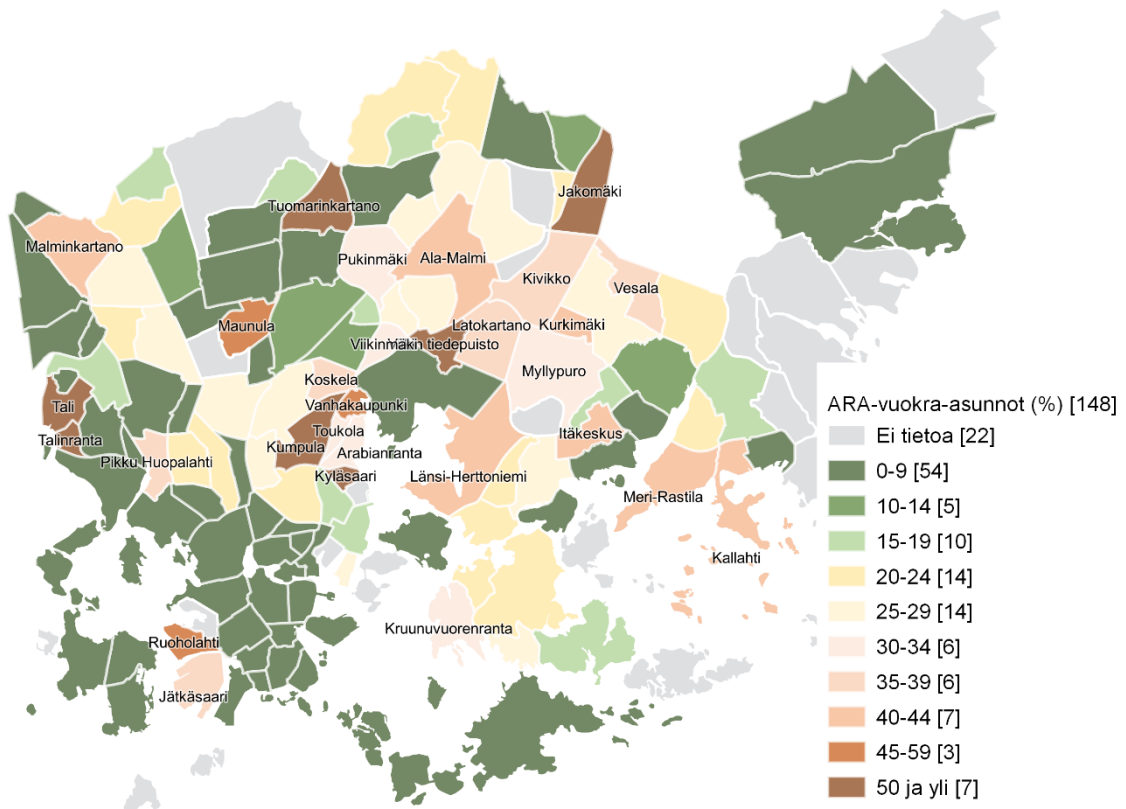 Jakomäki
Tuomarinkartano
Malminkartano
Pukinmäki
Ala-Malmi
Kivikko
Vesala
Maunula
Latokartano
Kurkimäki
Viikinmäki
Viikin tiedepuisto
Myllypuro
Koskela
Tali
Vanhakaupunki
Toukola
Talinranta
Kumpula
Itäkeskus
Arabianranta
Pikku Huopalahti
Kyläsaari
Länsi-Herttoniemi
Meri-Rastila
Kallahti
Kruunuvuorenranta
Ruoholahti
Jätkäsaari
ARA-vuokra-asunnot (%) [148]
Ei tietoa [22]
0-9 [54]
10-14 [5]
15-19 [10]
20-24 [14]
25-29 [14]
30-34 [6]
35-39 [6]
40-44 [7]
45-59 [3]
50 ja yli [7]